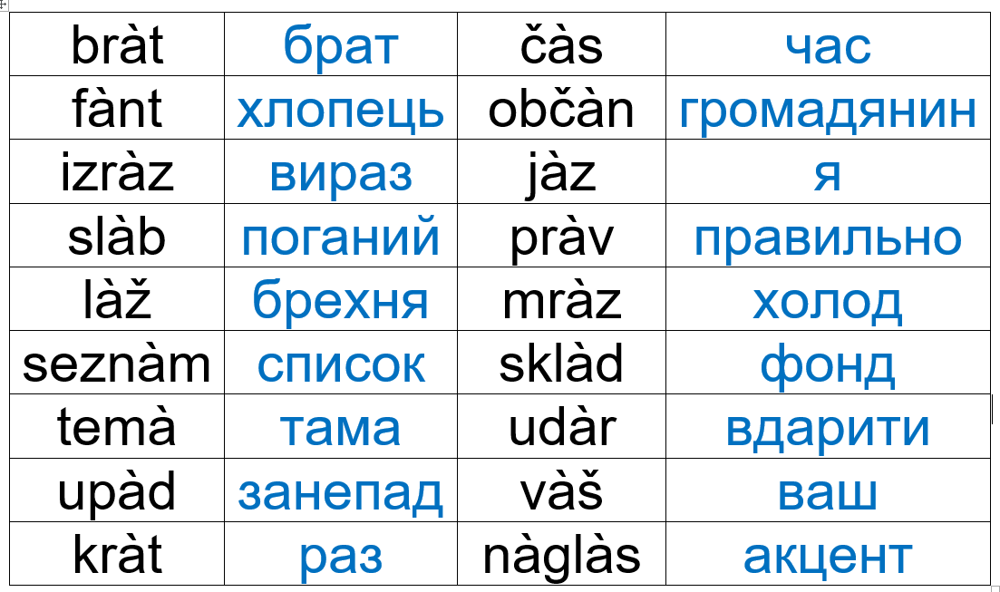 bràt брат čàs час
fànt хлопець občàn громадянин
izràz вираз jàz я
slàb поганий pràv правильно
làž брехня mràz холод
seznàm список sklàd фонд
temà тама udàr вдарити
upàd занепад vàš ваш
kràt раз nàglàs акцент